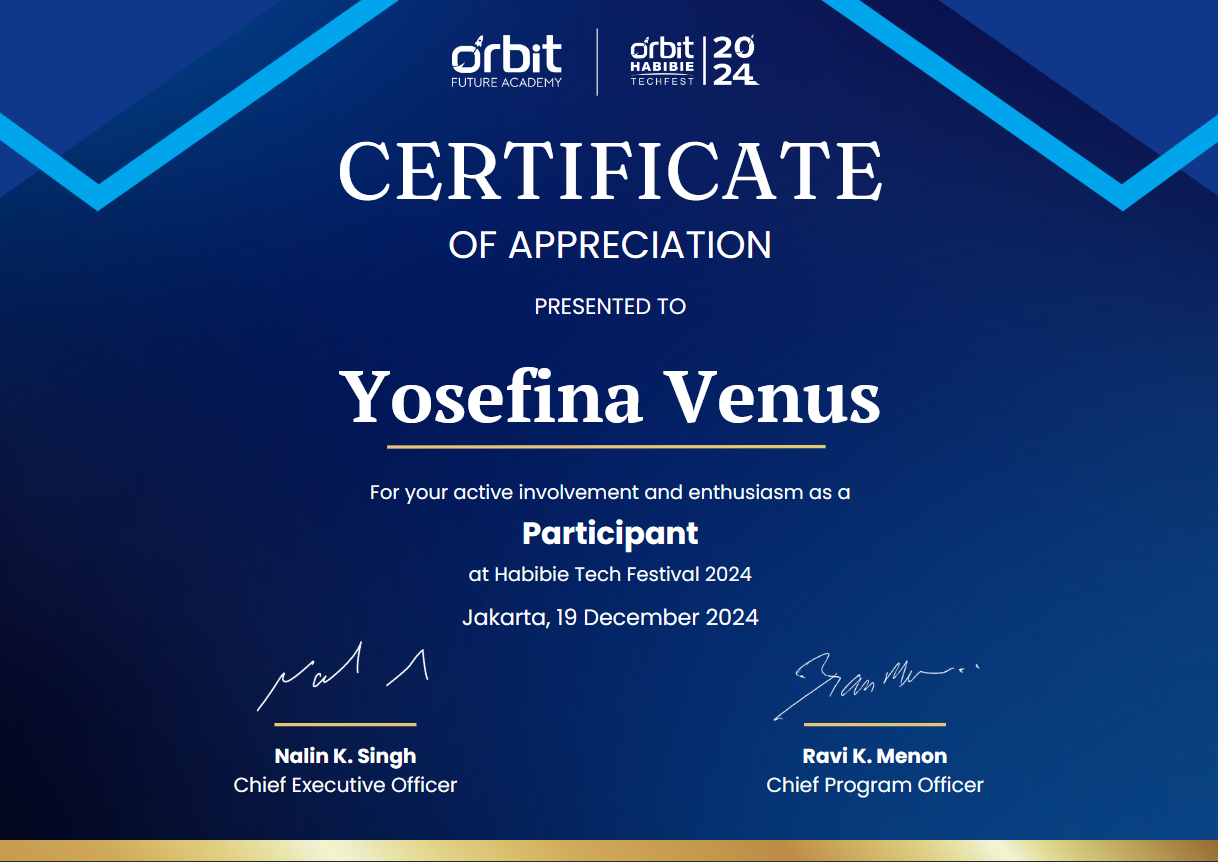 orbit
FUTURE ACADEMY
orbit
HABIBIE
TECHFEST
20
24
CERTIFICATE
OF APPRECIATION
PRESENTED TO
Yosefina Venus
For your active involvement and enthusiasm as a
Participant
at Habibie Tech Festival 2024
Jakarta, 19 December 2024
Nalin K. Singh
Chief Executive Officer
Ravi K. Menon
Chief Program Officer